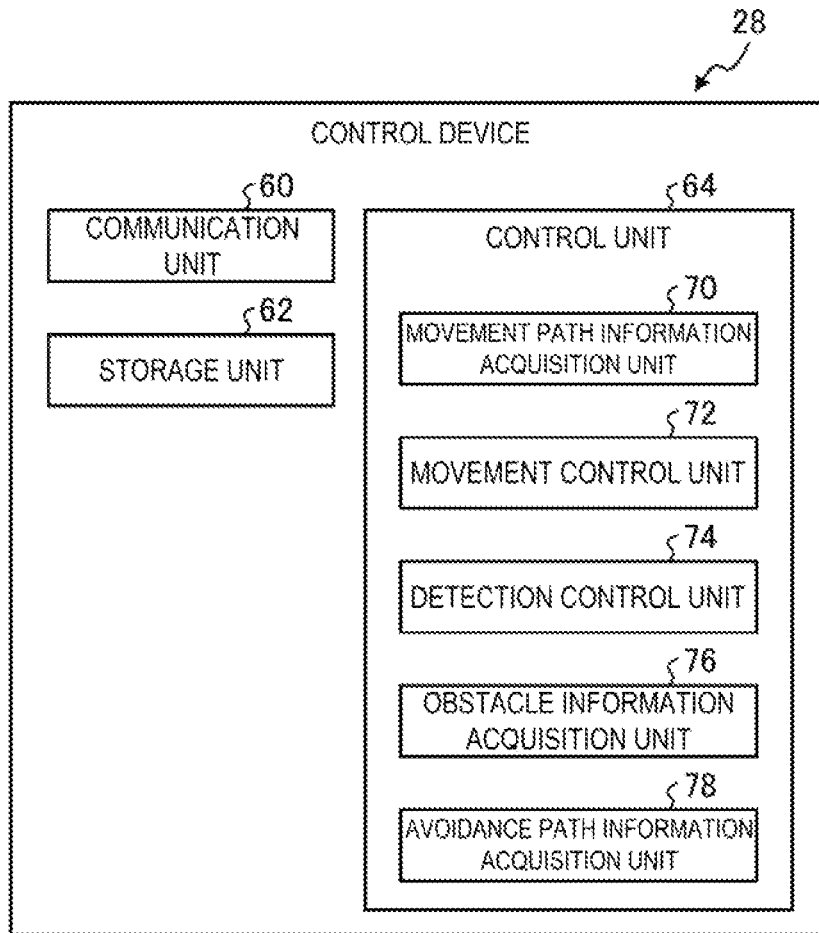 28
CONTROL DEVICE
60
COMMUNICATION
UNIT
62
STORAGE UNIT
64
CONTROL UNIT
70
MOVEMENT PATH INFORMATION
ACQUISITION UNIT
72
MOVEMENT CONTROL UNIT
74
DETECTION CONTROL UNIT
76
OBSTACLE INFORMATION
ACQUISITION UNIT
78
AVOIDANCE PATH INFORMATION
ACQUISITION UNIT